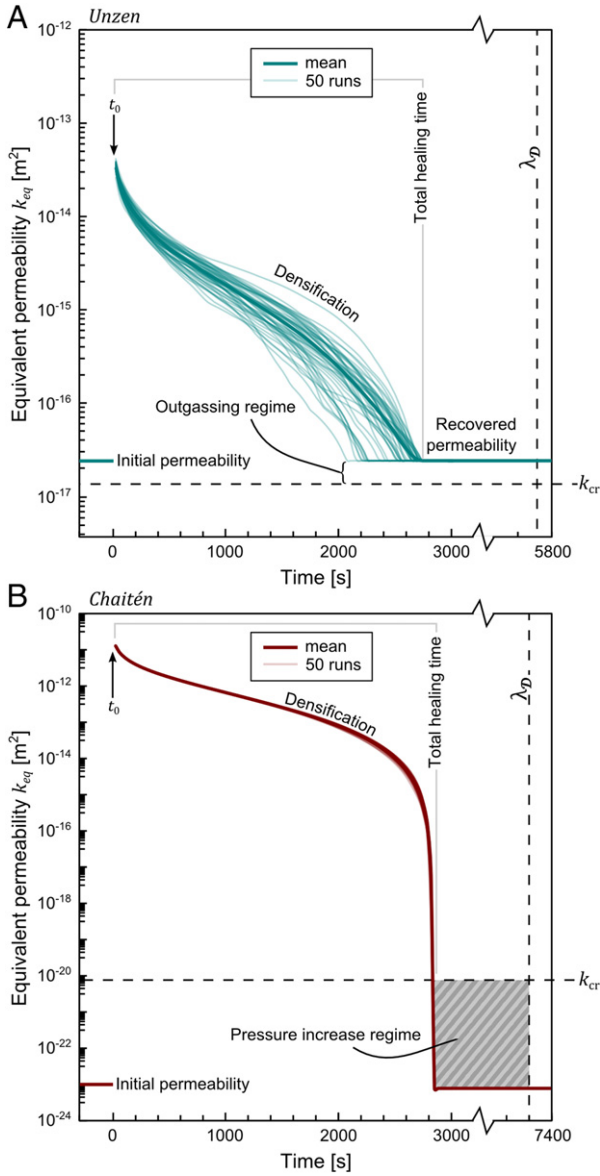 A
Unzen
10-12
mean
50 runs
t0
10-13
Total healing time
λD
Equivalent permeability keq [m2]
10-14
Densification
10-15
10-16
Outgassing regime
Recovered
permeability
Initial permeability
10-17
kcr
0
1000
2000
3000
5800
Time [s]
B
Chaitén
10-10
mean
50 runs
10-12
t0
Total healing time
λD
Densification
Equivalent permeability keq [m2]
10-14
10-16
10-18
10-20
kcr
Pressure increase regime
10-22
Initial permeability
10-24
0
1000
2000
3000
7400
Time [s]